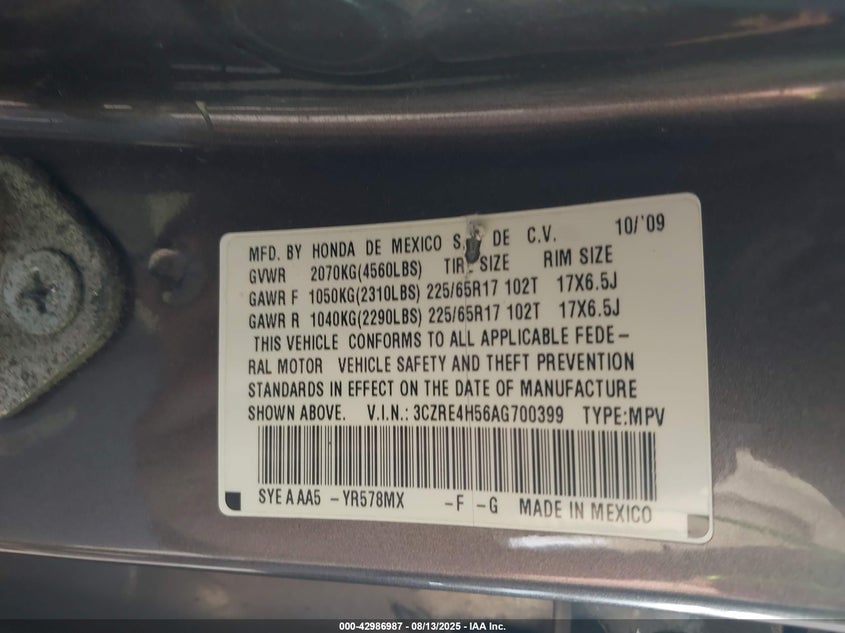 MFD. BY HONDA DE MEXICO S. DE C.V. 10/'09
GVWR 2070KG(4560LBS) TIR SIZE RIM SIZE
GAWR F 1050KG(2310LBS) 225/65R17 102T 17X6.5J
GAWR R 1040KG(2290LBS) 225/65R17 102T 17X6.5J
THIS VEHICLE CONFORMS TO ALL APPLICABLE FEDE-
RAL MOTOR VEHICLE SAFETY AND THEFT PREVENTION
STANDARDS IN EFFECT ON THE DATE OF MANUFACTURE
SHOWN ABOVE. V.I.N.: 3CZRE4H56AG700399 TYPE:MPV
SYE A AA5 -YR578MX -F -G MADE IN MEXICO
000-42986987 - 08/13/2025 - IAA Inc.